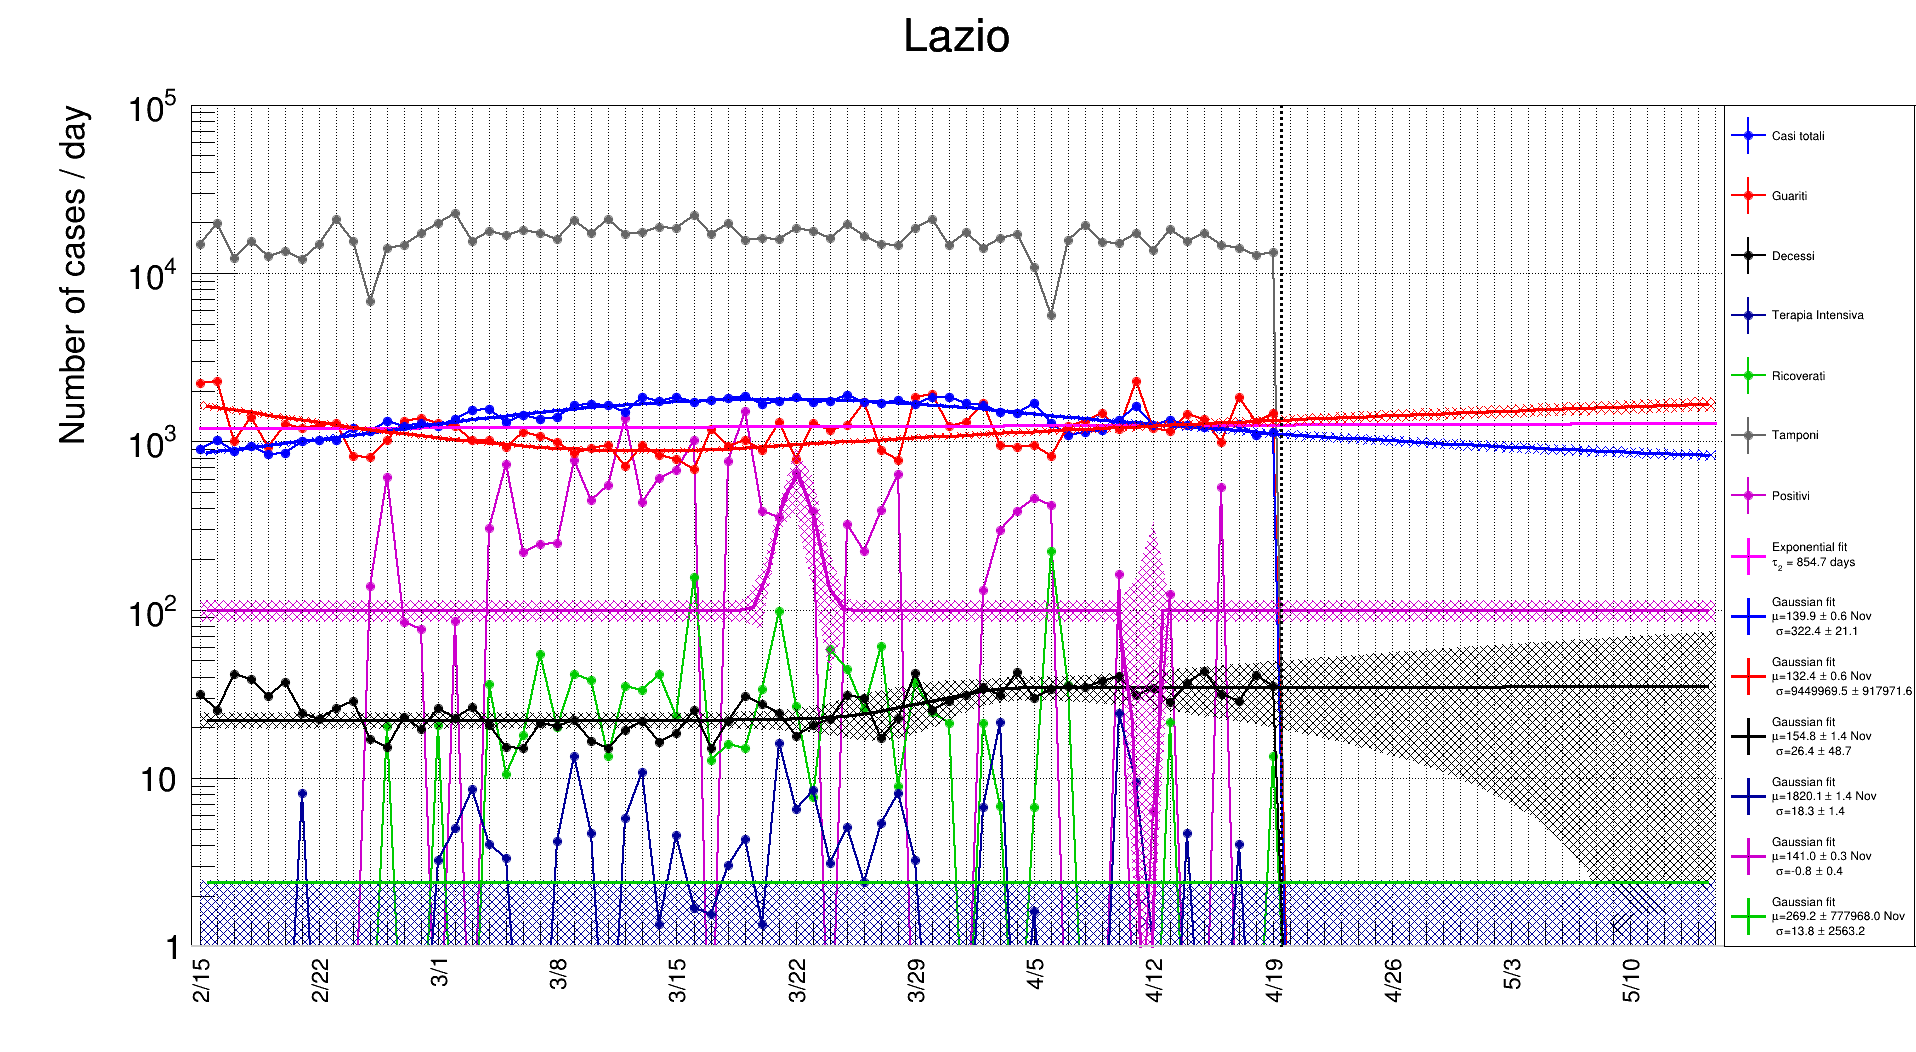 Lazio
Number of cases / day
10^5
10^4
10^3
10^2
10
1
2/15
2/22
3/1
3/8
3/15
3/22
3/29
4/5
4/12
4/19
4/26
5/3
5/10
Casi totali
Guariti
Decessi
Terapia Intensiva
Ricoverati
Tamponi
Positivi
Exponential fit
τ_2 = 854.7 days
Gaussian fit
μ=139.9 ± 0.6 Nov
σ=322.4 ± 21.1
Gaussian fit
μ=132.4 ± 0.6 Nov
σ=9449969.5 ± 917971.6
Gaussian fit
μ=154.8 ± 1.4 Nov
σ=26.4 ± 48.7
Gaussian fit
μ=1820.1 ± 1.4 Nov
σ=18.3 ± 1.4
Gaussian fit
μ=141.0 ± 0.3 Nov
σ=-0.8 ± 0.4
Gaussian fit
μ=269.2 ± 777968.0 Nov
σ=13.8 ± 2563.2